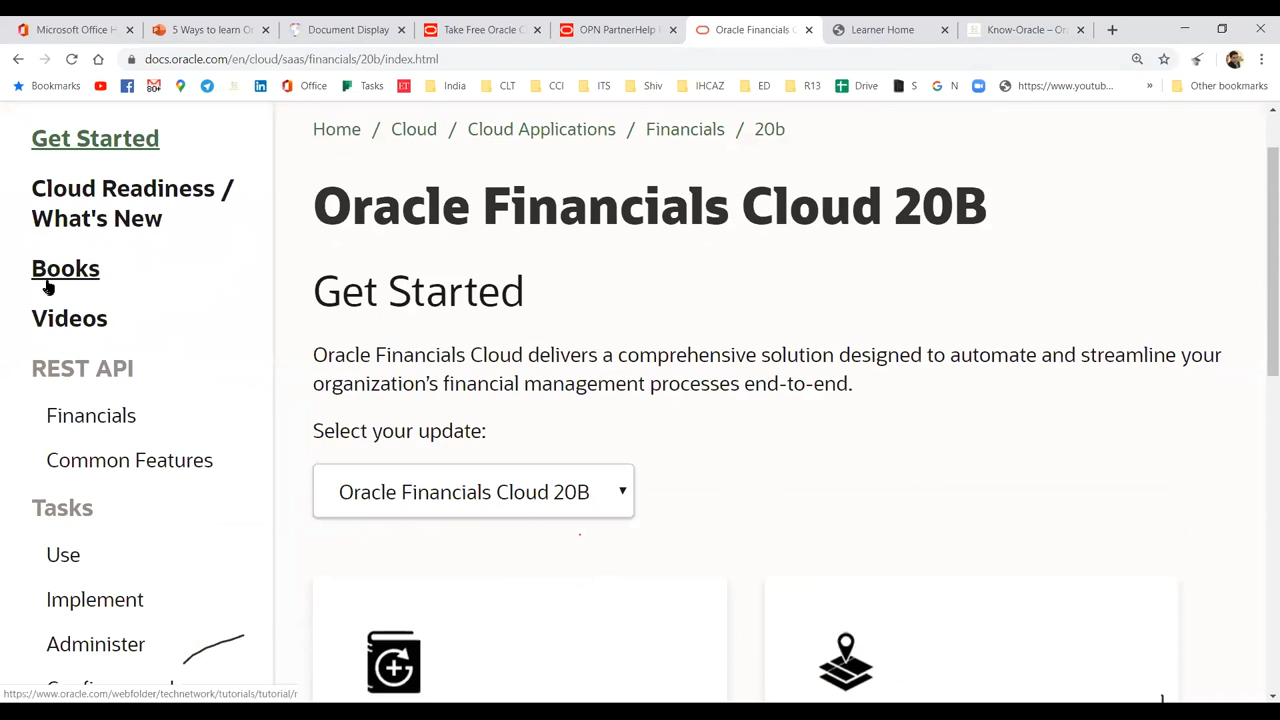 Microsoft Office H
5 Ways to learn O
Document Display
Take Free Oracle C
OPN PartnerHelp
Oracle Financials C
Learner Home
Know-Oracle – Or
docs.oracle.com/en/cloud/saas/financials/20b/index.html
Bookmarks
Tasks
India
CLT
CCI
ITS
Shiv
IHCAZ
ED
R13
Drive
S
G N
https://www.youtub...
Other bookmarks
Office
Get Started
Cloud Readiness /
What's New
Books
Videos
REST API
Financials
Common Features
Tasks
Use
Implement
Administer
https://www.oracle.com/webfolder/technetwork/tutorials/tutorial/r
Home / Cloud / Cloud Applications / Financials / 20b
Oracle Financials Cloud 20B
Get Started
Oracle Financials Cloud delivers a comprehensive solution designed to automate and streamline your
organization's financial management processes end-to-end.
Select your update:
Oracle Financials Cloud 20B